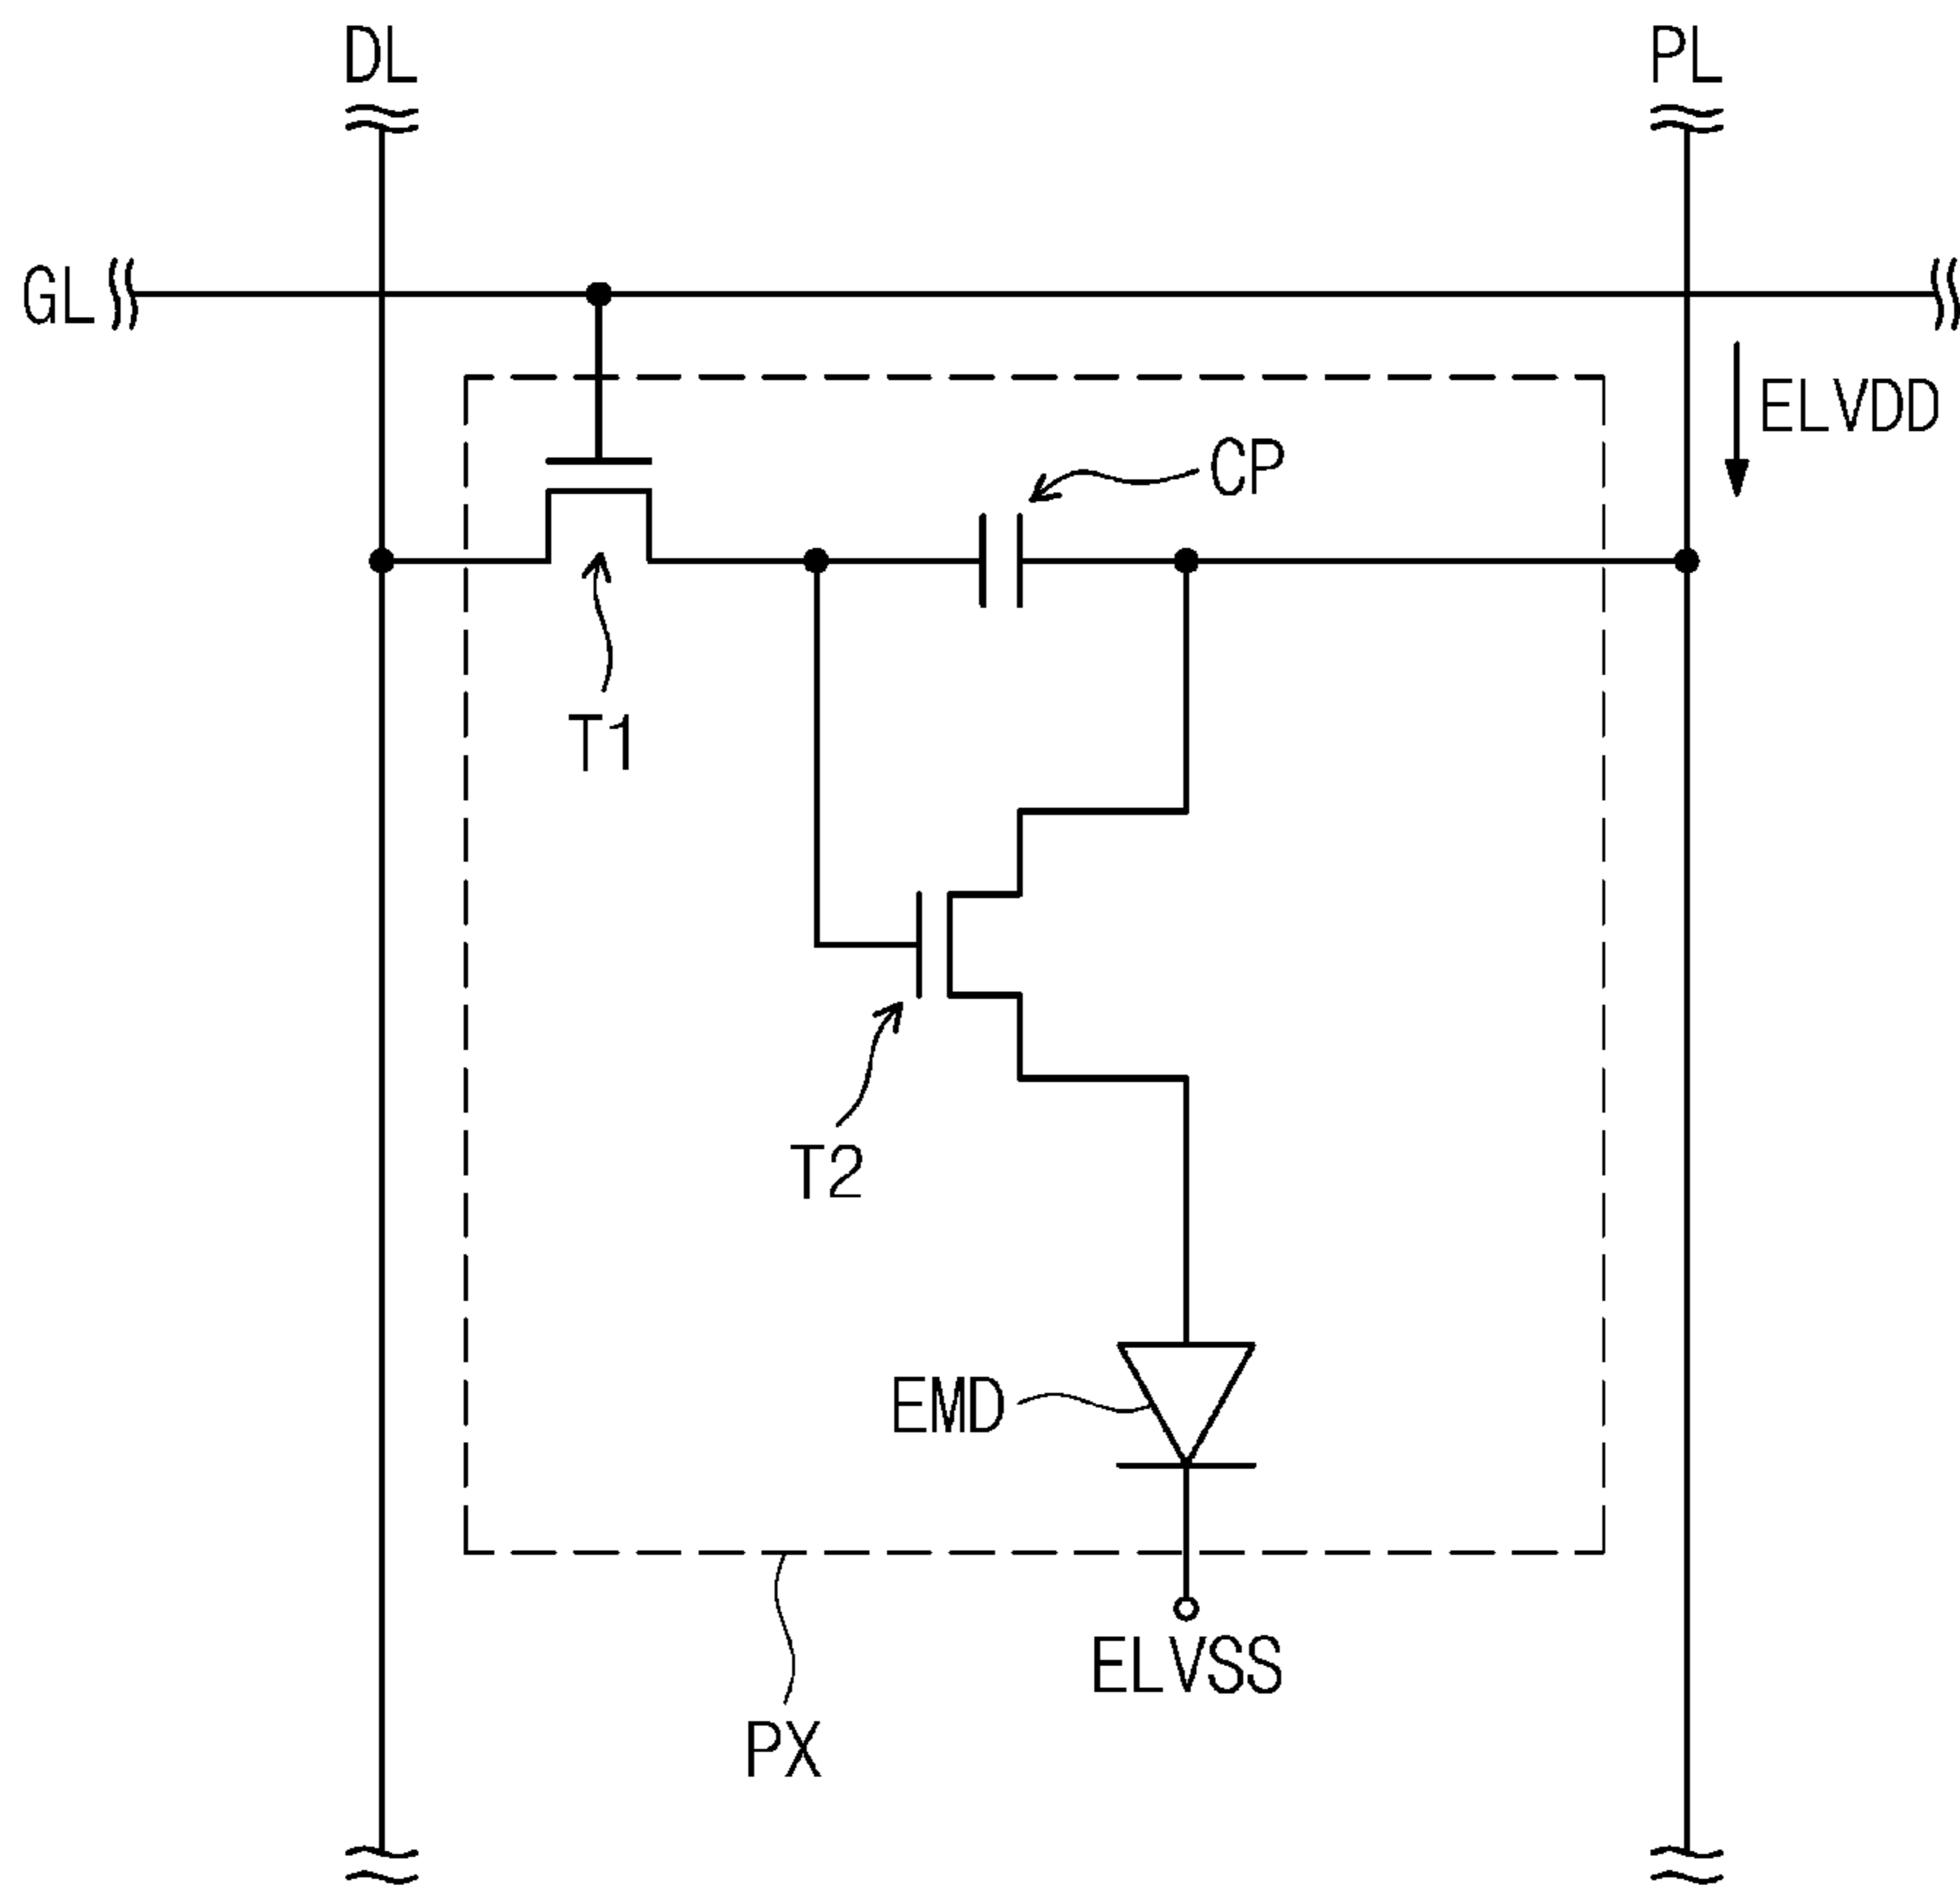 DL
PL
GL
ELVDD
CP
T1
T2
EMD
ELVSS
PX